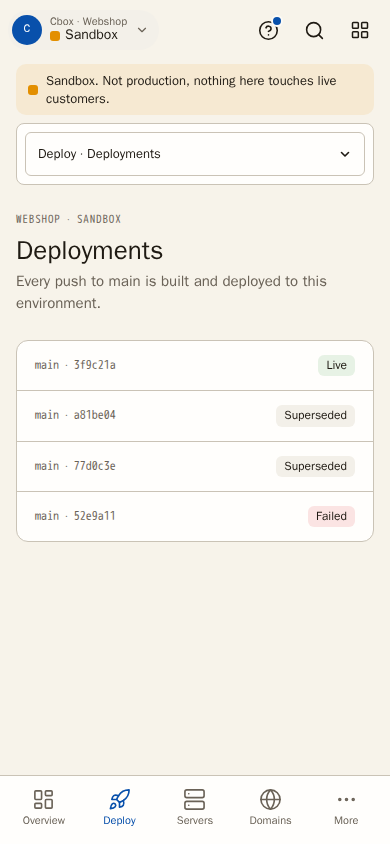 C
Cbox · Webshop
Sandbox
Sandbox. Not production, nothing here touches live
customers.
Deploy · Deployments
WEBSHOP · SANDBOX
Deployments
Every push to main is built and deployed to this
environment.
main · 3f9c21a
Live
main · a81be04
Superseded
main · 77d0c3e
Superseded
main · 52e9a11
Failed
Overview
Deploy
Servers
Domains
More